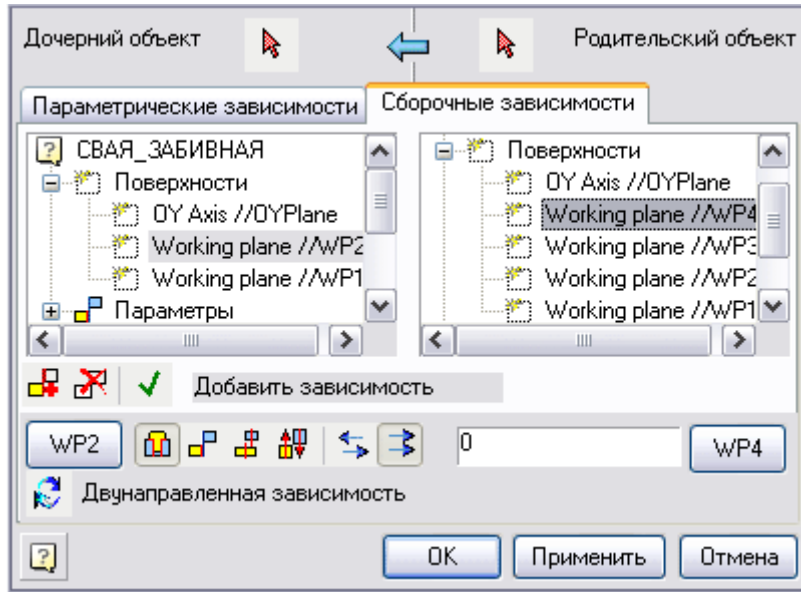 Дочерний объект
Родительский объект
Параметрические зависимости
Сборочные зависимости
СВАЯ_ЗАБИВНАЯ
Поверхности
OY Axis //OYPlane
Working plane //WP2
Working plane //WP1
Параметры
Поверхности
OY Axis //OYPlane
Working plane //WP4
Working plane //WP3
Working plane //WP2
Working plane //WP1
Добавить зависимость
WP2
0
WP4
Двунаправленная зависимость
OK
Применить
Отмена